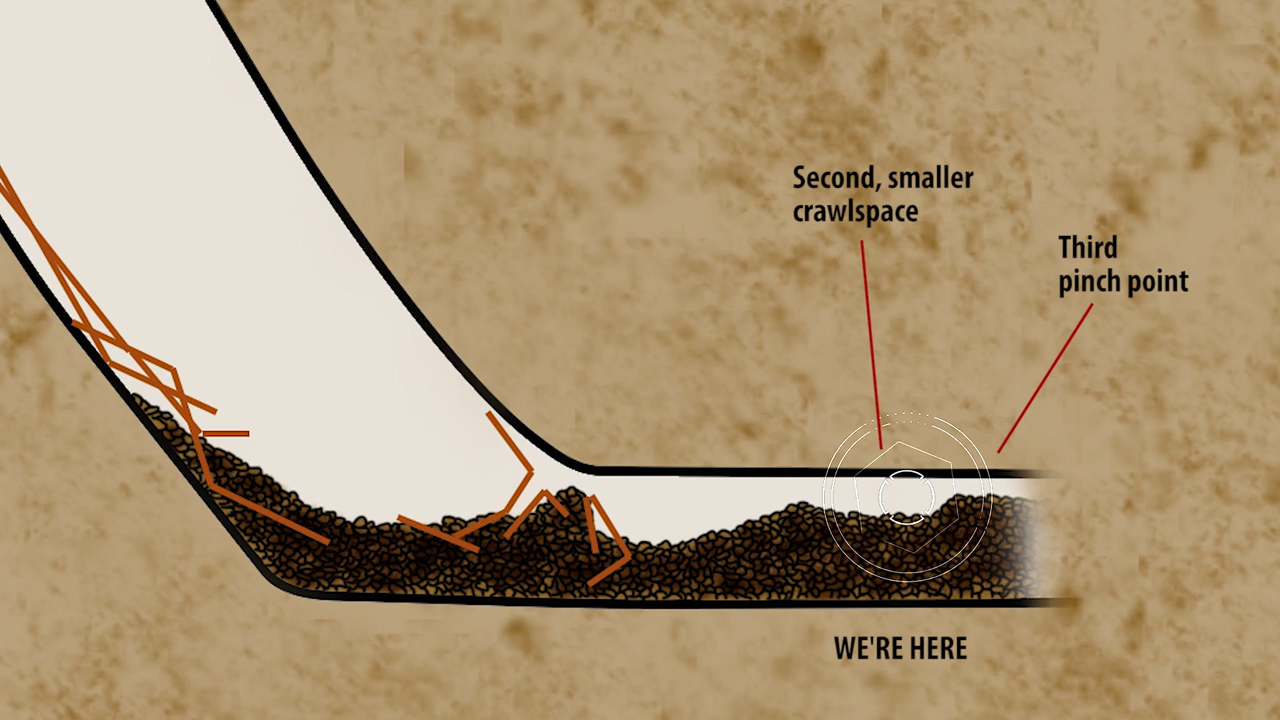 Second, smaller
crawlspace
Third
pinch point
WE'RE HERE